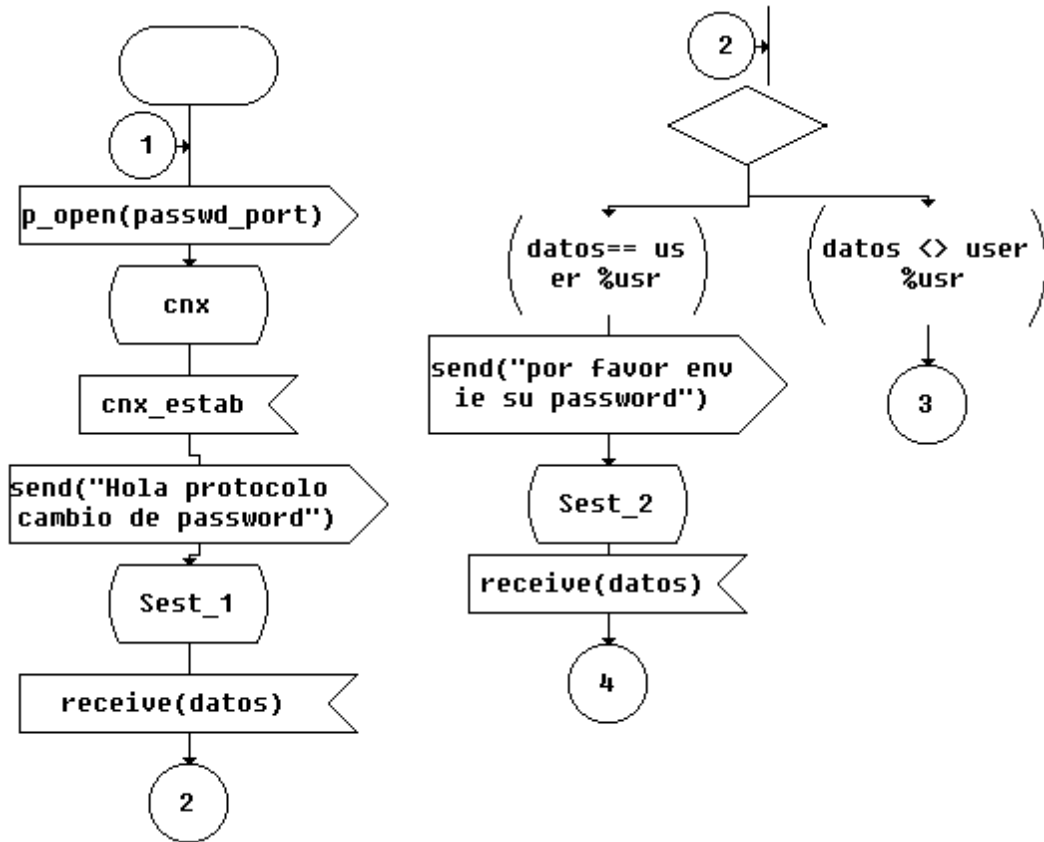 1
p_open(passwd_port)
cnx
cnx_estab
send("Hola protocolo
cambio de password")
Sest_1
receive(datos)
2
2
datos== us
er %usr
datos <> user
%usr
send("por favor env
ie su password")
3
Sest_2
receive(datos)
4